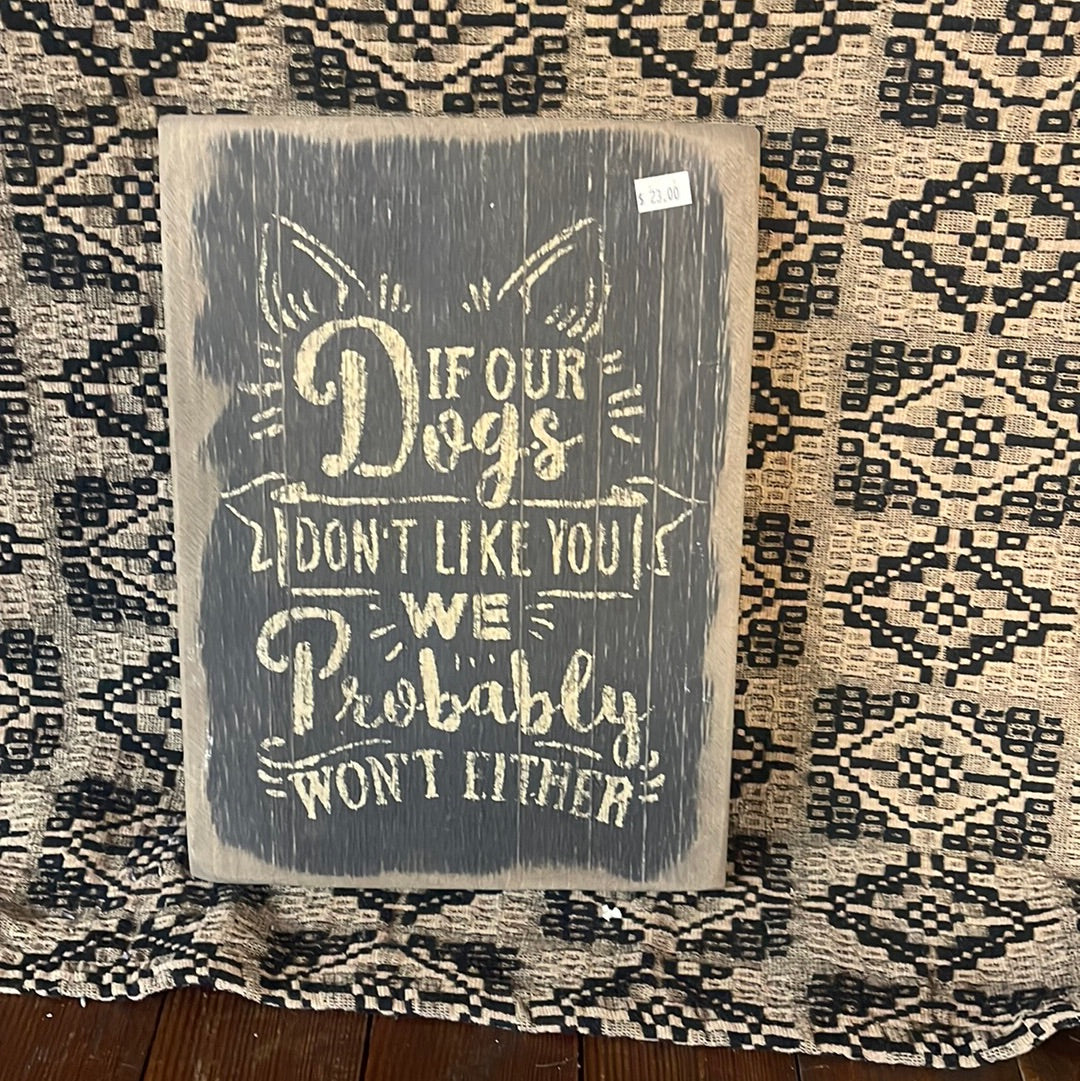 $ 23.00
IF OUR
Dogs
DON'T LIKE YOU
WE
Probably
WON'T EITHER